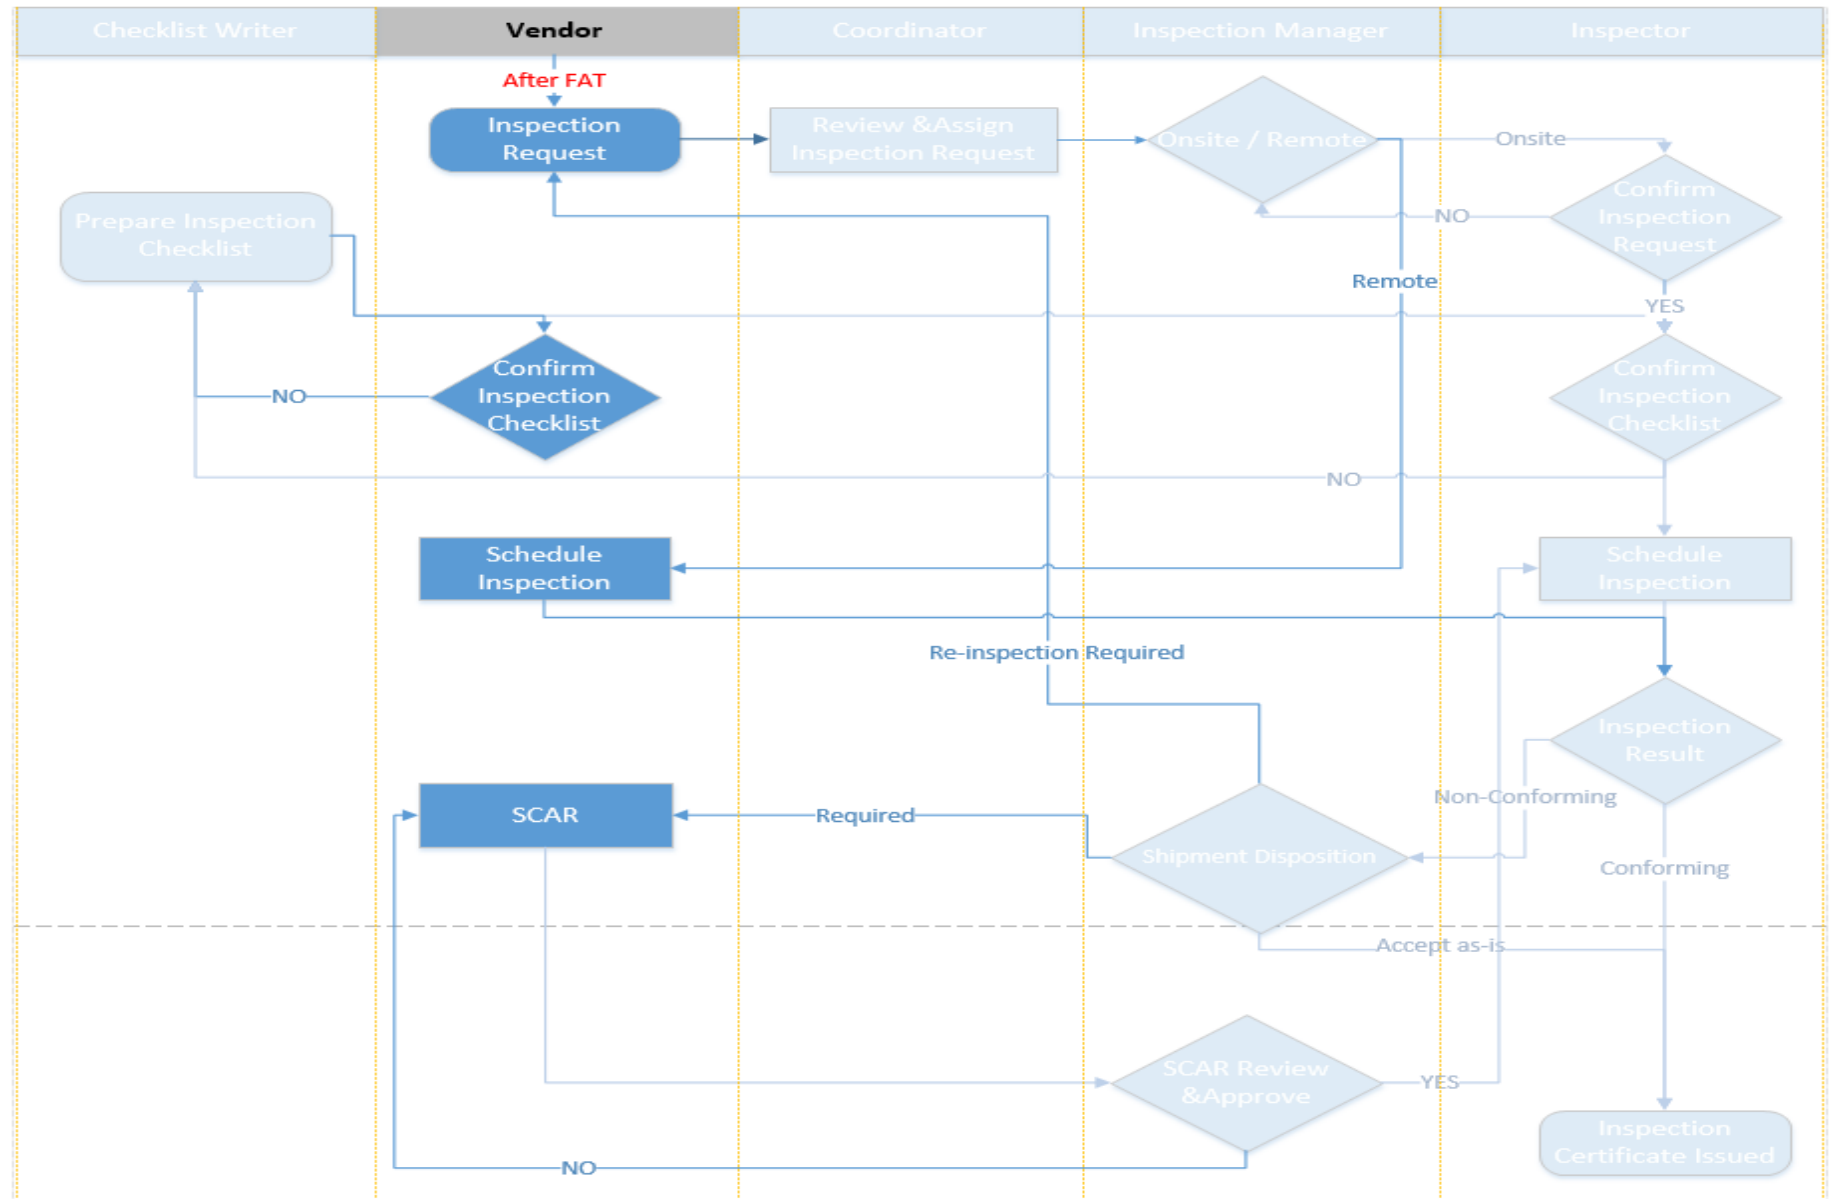 Checklist Writer
Vendor
Coordinator
Inspection Manager
Inspector
After FAT
Inspection
Request
Review &Assign
Inspection Request
Onsite / Remote
Onsite
Confirm
Inspection
Request
NO
Prepare Inspection
Checklist
Remote
YES
Confirm
Inspection
Checklist
NO
Confirm
Inspection
Checklist
NO
Schedule
Inspection
Schedule
Inspection
Re-inspection Required
Inspection
Result
Non-Conforming
SCAR
Required
Shipment Disposition
Conforming
Accept as-is
SCAR Review
&Approve
YES
Inspection
Certificate Issued
NO